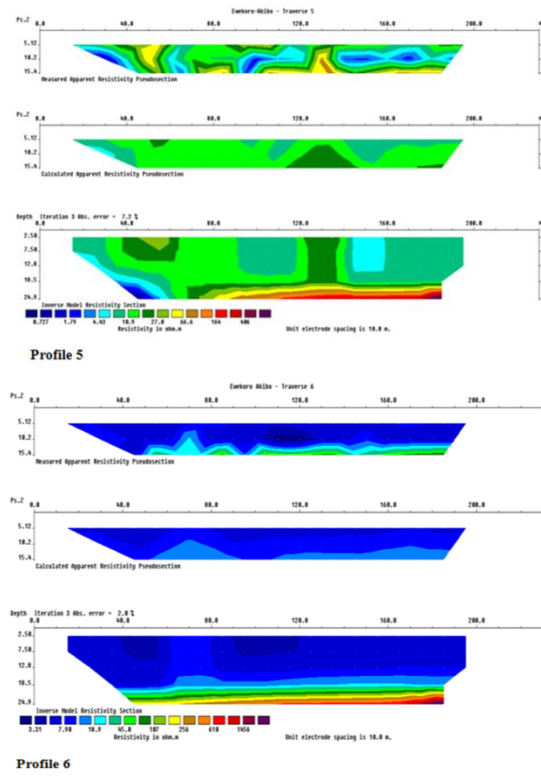 Ewekoro-Akibo - Traverse 5
Ps.Z 0.0 40.0 80.0 120.0 160.0 200.0
5.12
10.2
15.4
Measured Apparent Resistivity Pseudosection
Ps.Z 0.0 40.0 80.0 120.0 160.0 200.0
5.12
10.2
15.4
Calculated Apparent Resistivity Pseudosection
Depth Iteration 3 Abs. error = 7.2 %
0.0 40.0 80.0 120.0 160.0 200.0
2.50
7.50
12.8
18.5
24.9
Inverse Model Resistivity Section
0.727 1.79 4.43 10.9 27.0 66.6 164 406
Resistivity in ohm.m Unit electrode spacing is 10.0 m.
Profile 5
Ewekoro Akibo - Traverse 6
Ps.Z 0.0 40.0 80.0 120.0 160.0 200.0
5.12
10.2
15.4
Measured Apparent Resistivity Pseudosection
Ps.Z 0.0 40.0 80.0 120.0 160.0 200.0
5.12
10.2
15.4
Calculated Apparent Resistivity Pseudosection
Depth Iteration 3 Abs. error = 2.0 %
0.0 40.0 80.0 120.0 160.0 200.0
2.50
7.50
12.8
18.5
24.9
Inverse Model Resistivity Section
3.21 7.90 18.9 45.0 107 256 610 1456
Resistivity in ohm.m Unit electrode spacing is 10.0 m.
Profile 6